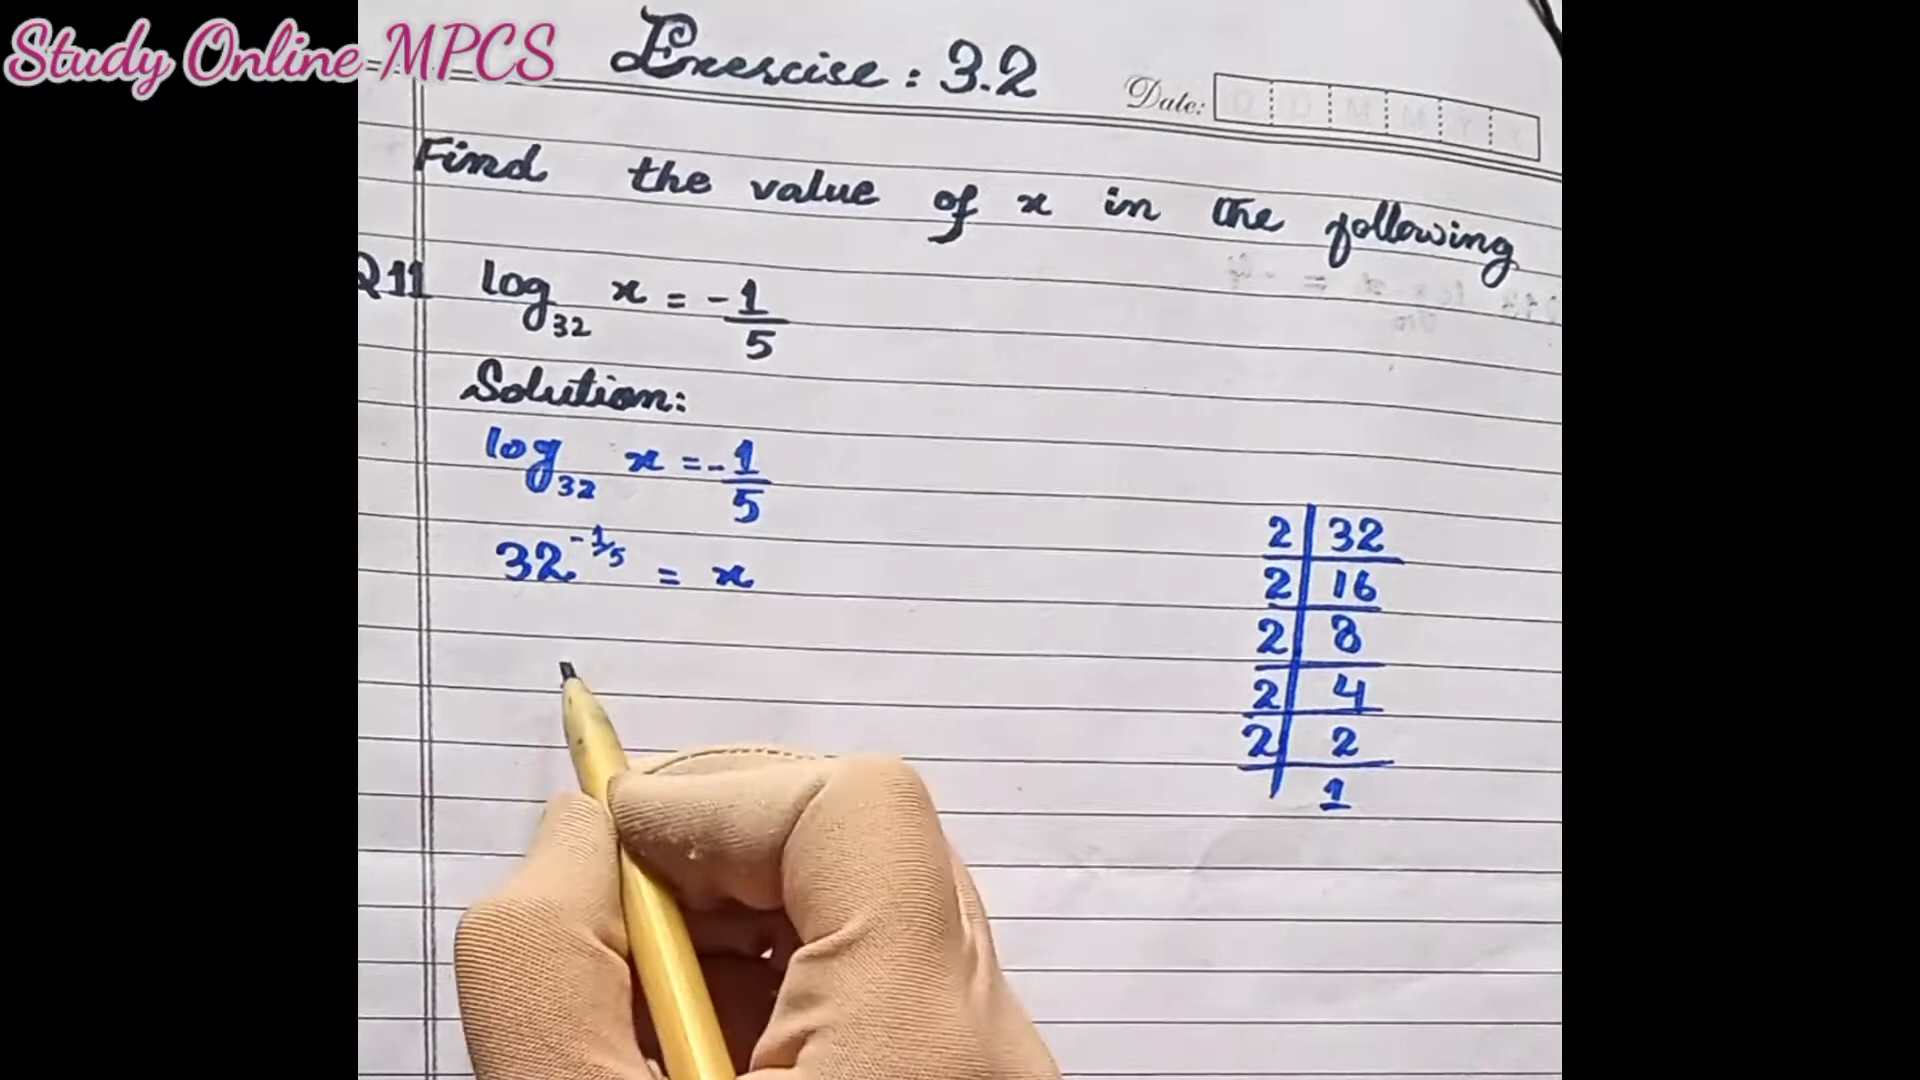 Study Online MPCS
Exercise : 3.2
Date:
Find the value of x in the following
Q11 log₃₂ x = -1/5
Solution:
log₃₂ x = -1/5
32^(-1/5) = x
2 | 32
2 | 16
2 | 8
2 | 4
2 | 2
1